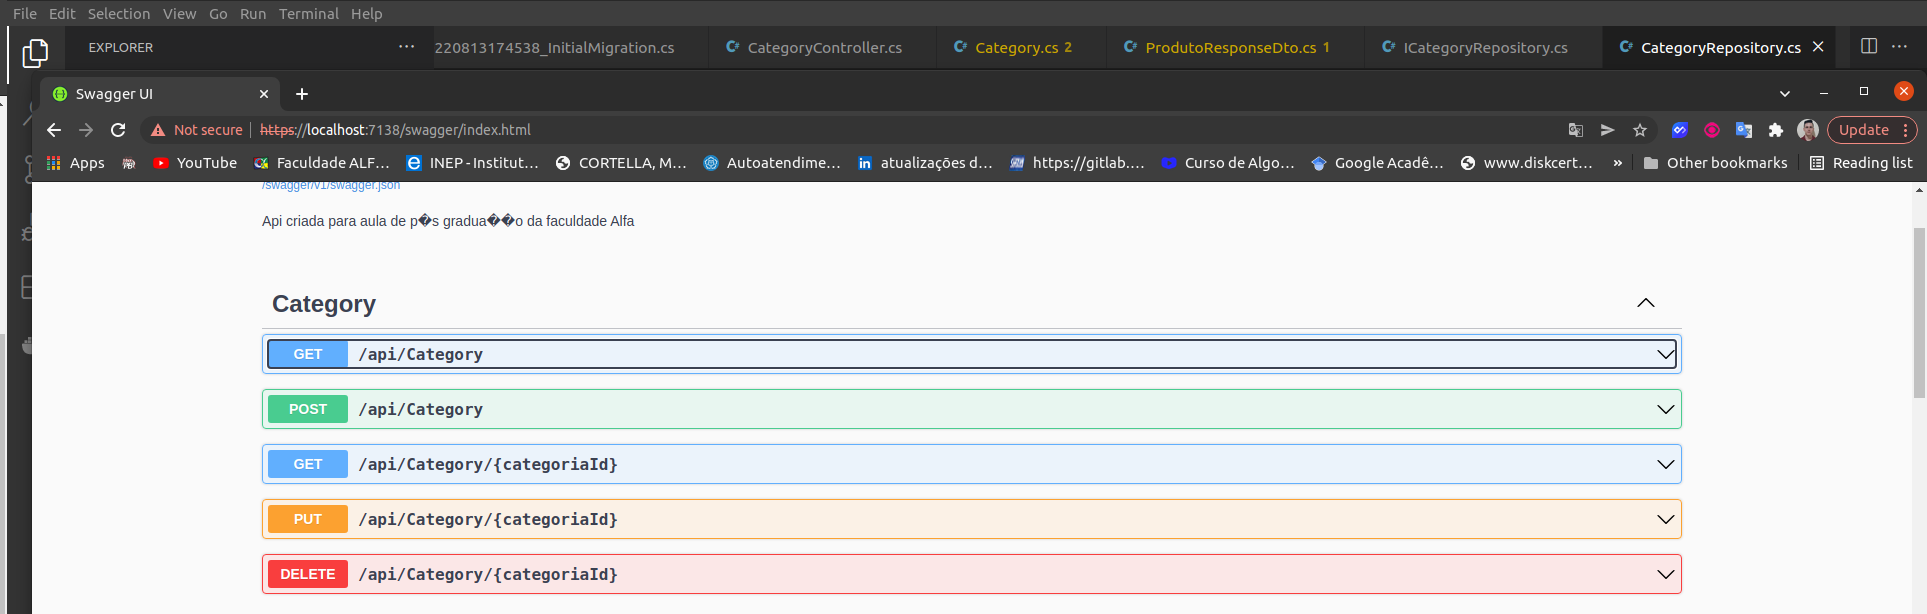 File Edit Selection View Go Run Terminal Help
EXPLORER ··· 220813174538_InitialMigration.cs CategoryController.cs Category.cs 2 ProdutoResponseDto.cs 1 ICategoryRepository.cs CategoryRepository.cs
Swagger UI
Not secure https://localhost:7138/swagger/index.html Update
Apps YouTube Faculdade ALF... INEP - Institut... CORTELLA, M... Autoatendime... atualizações d... https://gitlab.... Curso de Algo... Google Acadê... www.diskcert... » Other bookmarks Reading list
/swagger/v1/swagger.json
Api criada para aula de p�s gradua��o da faculdade Alfa
Category
GET /api/Category
POST /api/Category
GET /api/Category/{categoriaId}
PUT /api/Category/{categoriaId}
DELETE /api/Category/{categoriaId}